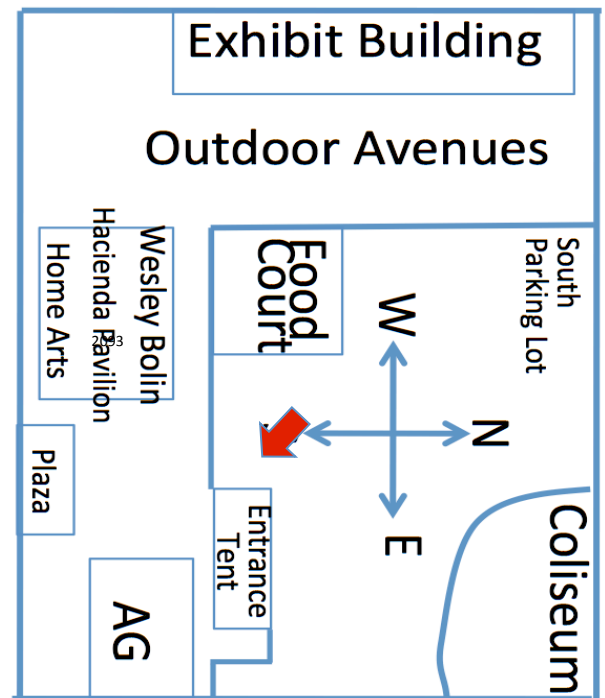 Exhibit Building
Outdoor Avenues
Wesley Bolin
Hacienda Pavilion
Home Arts
2093
Food
Court
South
Parking Lot
W
N
E
Plaza
Entrance
Tent
AG
Coliseum